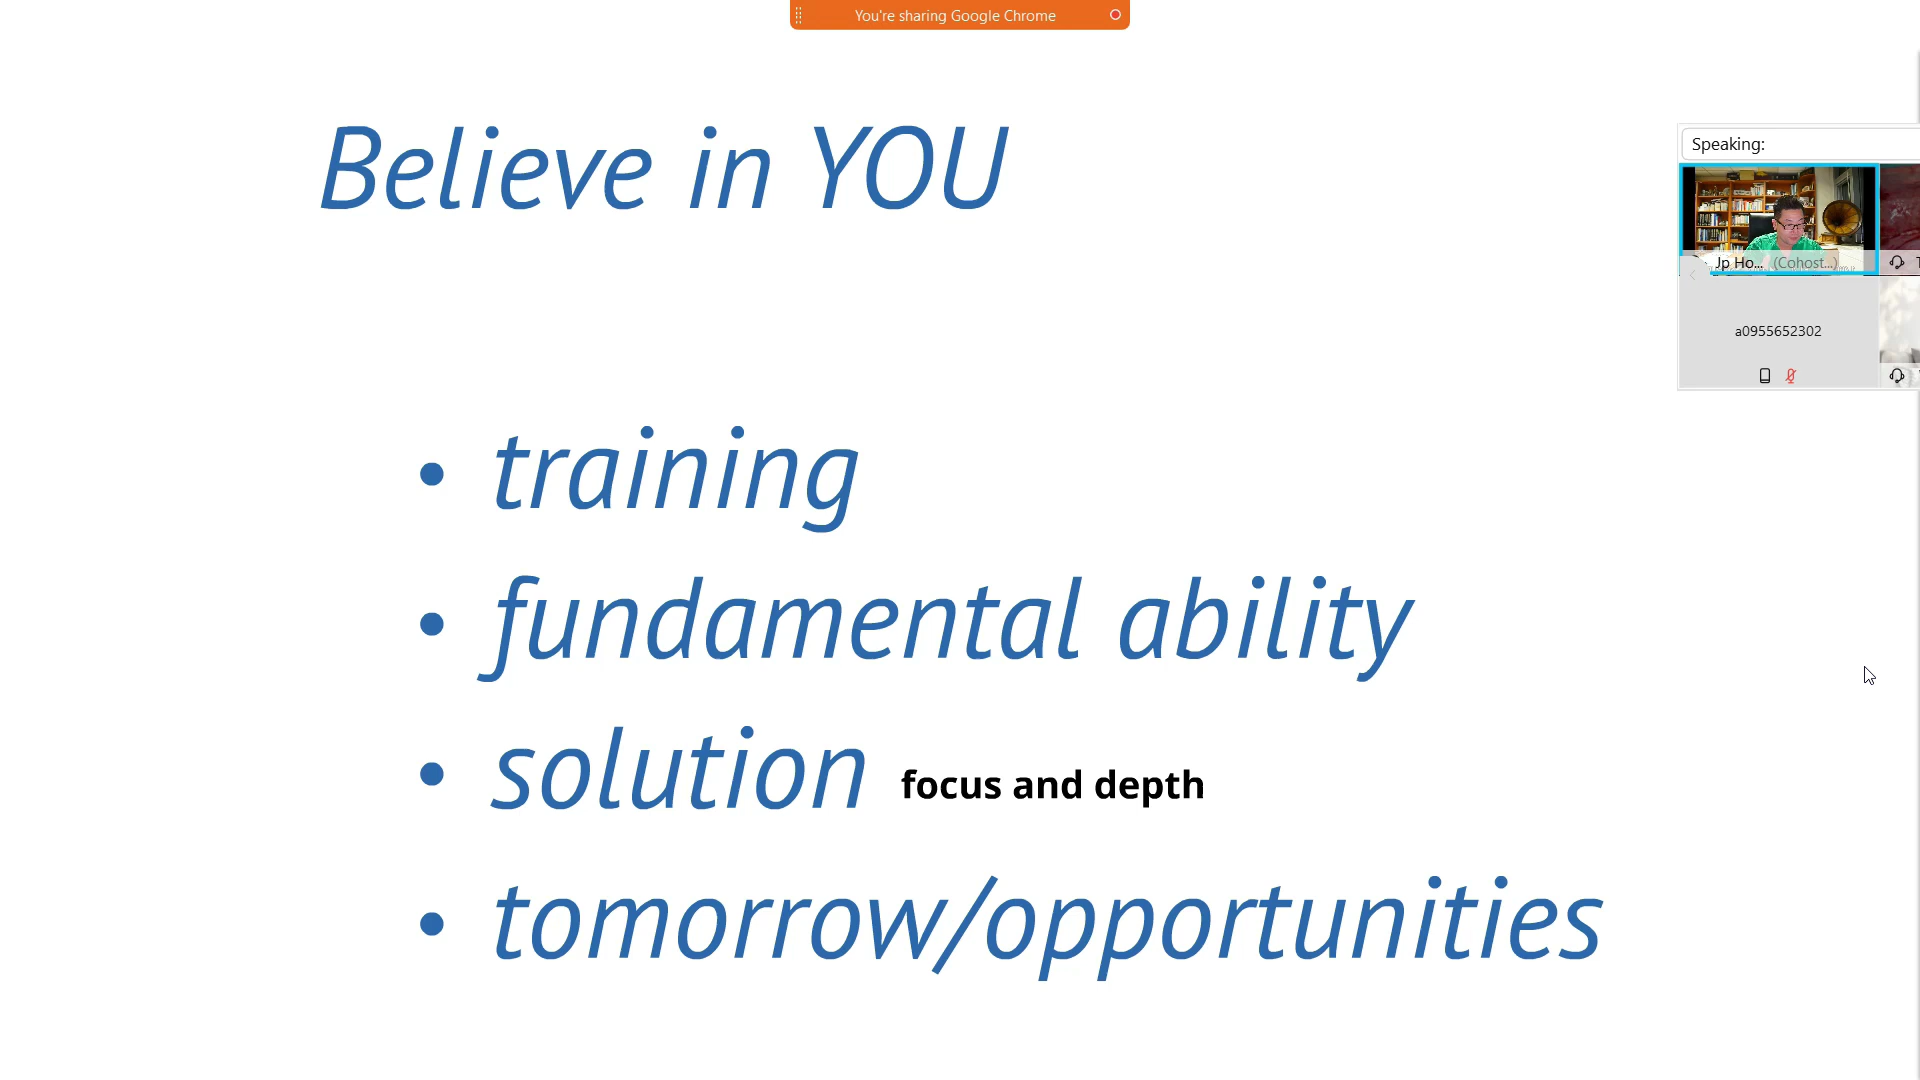 You're sharing Google Chrome
Believe in YOU
Speaking:
Jp Ho... (Cohost...)
a0955652302
• training
• fundamental ability
• solution focus and depth
• tomorrow/opportunities